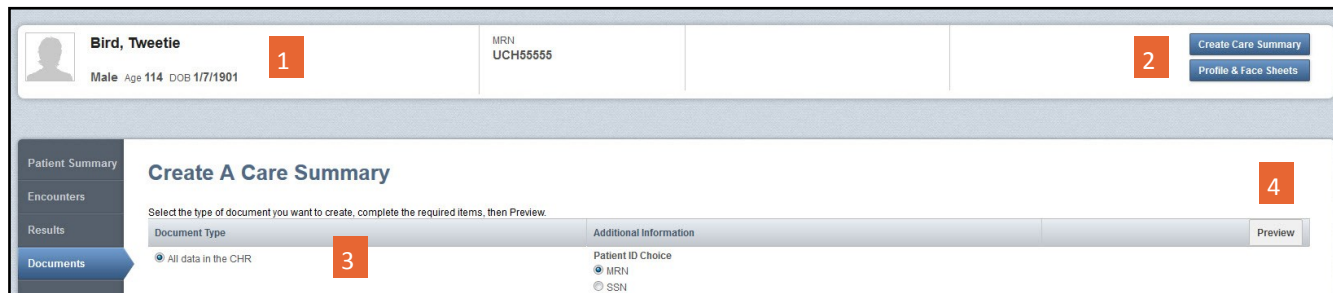 Bird, Tweetie
Male Age 114 DOB 1/7/1901
1
MRN
UCH55555
2
Create Care Summary
Profile & Face Sheets
Patient Summary
Encounters
Results
Documents
Create A Care Summary
4
Select the type of document you want to create, complete the required items, then Preview.
Document Type
Additional Information
Preview
All data in the CHR
3
Patient ID Choice
MRN
SSN